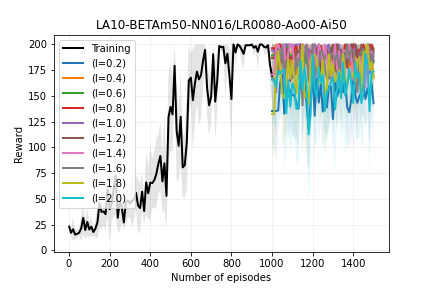 LA10-BETAm50-NN016/LR0080-Ao00-Ai50
200
175
150
125
100
75
50
25
0
Reward
Training
(l=0.2)
(l=0.4)
(l=0.6)
(l=0.8)
(l=1.0)
(l=1.2)
(l=1.4)
(l=1.6)
(l=1.8)
(l=2.0)
0 200 400 600 800 1000 1200 1400
Number of episodes